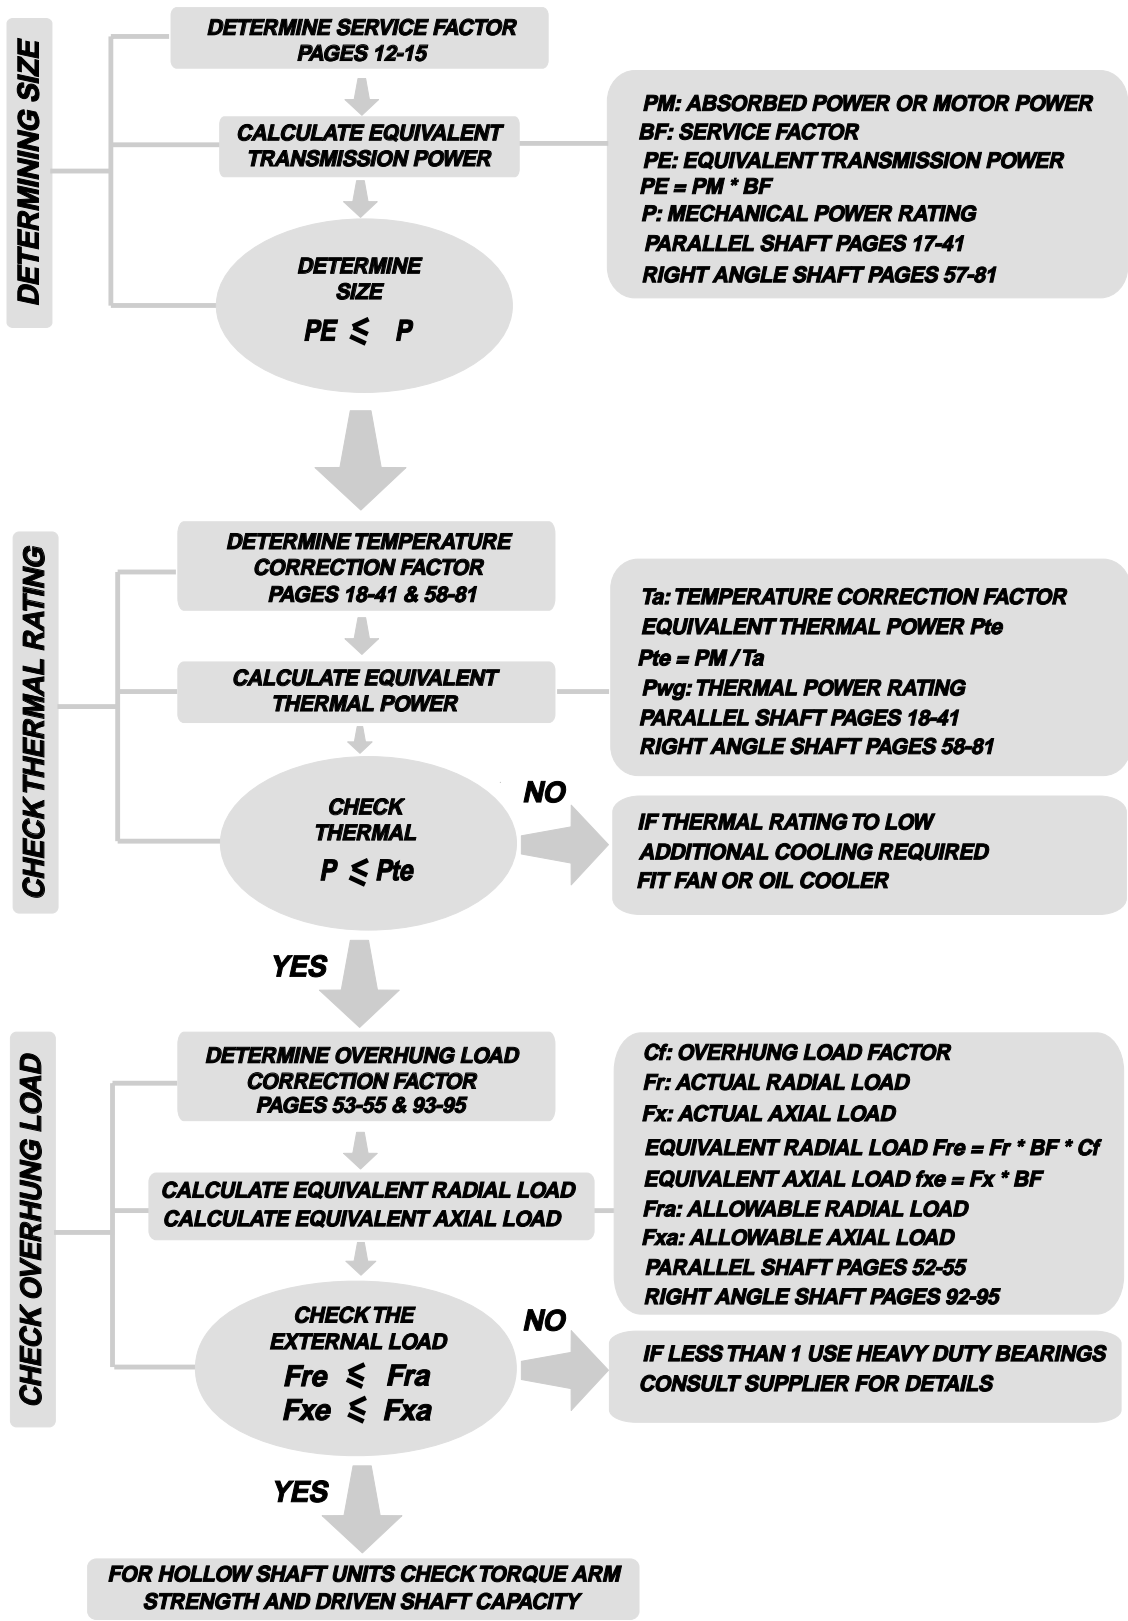 DETERMINING SIZE
DETERMINE SERVICE FACTOR
PAGES 12-15
CALCULATE EQUIVALENT
TRANSMISSION POWER
PM: ABSORBED POWER OR MOTOR POWER
BF: SERVICE FACTOR
PE: EQUIVALENT TRANSMISSION POWER
PE = PM * BF
P: MECHANICAL POWER RATING
PARALLEL SHAFT PAGES 17-41
RIGHT ANGLE SHAFT PAGES 57-81
DETERMINE
SIZE
PE ⩽ P
CHECK THERMAL RATING
DETERMINE TEMPERATURE
CORRECTION FACTOR
PAGES 18-41 & 58-81
CALCULATE EQUIVALENT
THERMAL POWER
Ta: TEMPERATURE CORRECTION FACTOR
EQUIVALENT THERMAL POWER Pte
Pte = PM / Ta
Pwg: THERMAL POWER RATING
PARALLEL SHAFT PAGES 18-41
RIGHT ANGLE SHAFT PAGES 58-81
CHECK
THERMAL
P ⩽ Pte
NO
IF THERMAL RATING TO LOW
ADDITIONAL COOLING REQUIRED
FIT FAN OR OIL COOLER
YES
CHECK OVERHUNG LOAD
DETERMINE OVERHUNG LOAD
CORRECTION FACTOR
PAGES 53-55 & 93-95
CALCULATE EQUIVALENT RADIAL LOAD
CALCULATE EQUIVALENT AXIAL LOAD
Cf: OVERHUNG LOAD FACTOR
Fr: ACTUAL RADIAL LOAD
Fx: ACTUAL AXIAL LOAD
EQUIVALENT RADIAL LOAD Fre = Fr * BF * Cf
EQUIVALENT AXIAL LOAD fxe = Fx * BF
Fra: ALLOWABLE RADIAL LOAD
Fxa: ALLOWABLE AXIAL LOAD
PARALLEL SHAFT PAGES 52-55
RIGHT ANGLE SHAFT PAGES 92-95
CHECK THE
EXTERNAL LOAD
Fre ⩽ Fra
Fxe ⩽ Fxa
NO
IF LESS THAN 1 USE HEAVY DUTY BEARINGS
CONSULT SUPPLIER FOR DETAILS
YES
FOR HOLLOW SHAFT UNITS CHECK TORQUE ARM
STRENGTH AND DRIVEN SHAFT CAPACITY